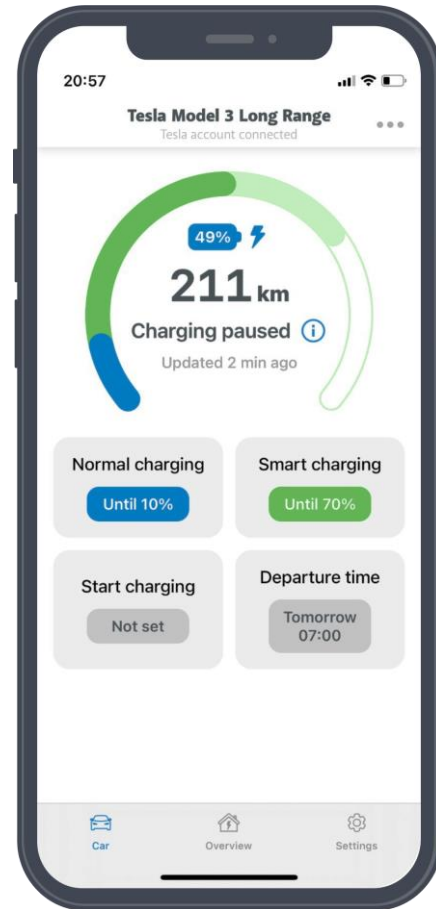 20:57
Tesla Model 3 Long Range
Tesla account connected
49%
211 km
Charging paused
Updated 2 min ago
Normal charging
Until 10%
Smart charging
Until 70%
Start charging
Not set
Departure time
Tomorrow
07:00
Car
Overview
Settings